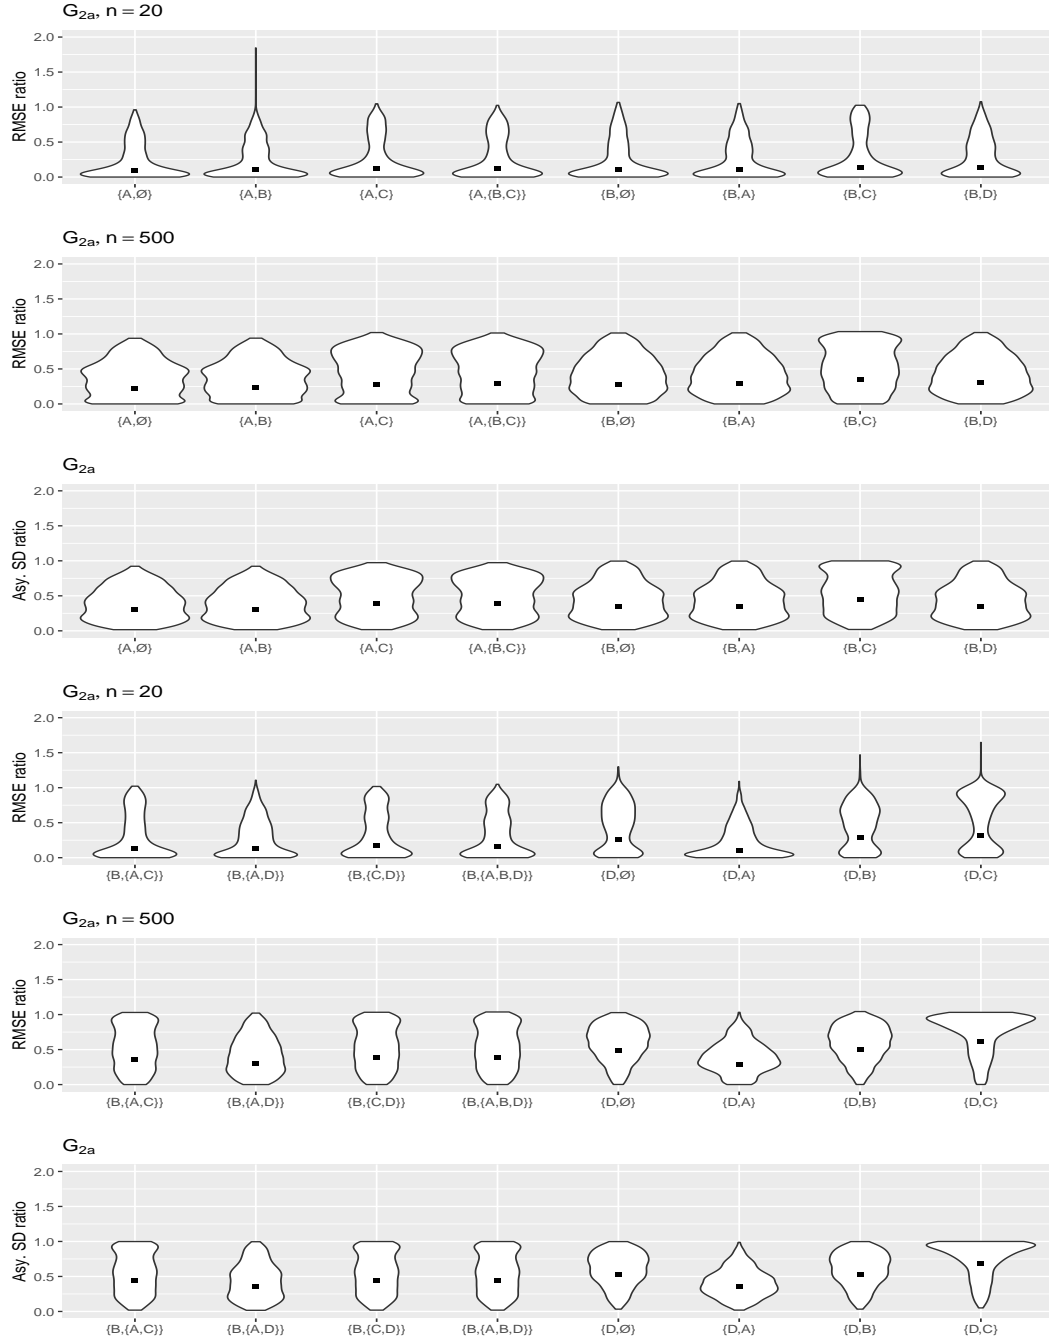 G2a, n = 20
RMSE ratio
2.0
1.5
1.0
0.5
0.0
{A,Ø} {A,B} {A,C} {A,{B,C}} {B,Ø} {B,A} {B,C} {B,D}
G2a, n = 500
RMSE ratio
2.0
1.5
1.0
0.5
0.0
{A,Ø} {A,B} {A,C} {A,{B,C}} {B,Ø} {B,A} {B,C} {B,D}
G2a
Asy. SD ratio
2.0
1.5
1.0
0.5
0.0
{A,Ø} {A,B} {A,C} {A,{B,C}} {B,Ø} {B,A} {B,C} {B,D}
G2a, n = 20
RMSE ratio
2.0
1.5
1.0
0.5
0.0
{B,{A,C}} {B,{A,D}} {B,{C,D}} {B,{A,B,D}} {D,Ø} {D,A} {D,B} {D,C}
G2a, n = 500
RMSE ratio
2.0
1.5
1.0
0.5
0.0
{B,{A,C}} {B,{A,D}} {B,{C,D}} {B,{A,B,D}} {D,Ø} {D,A} {D,B} {D,C}
G2a
Asy. SD ratio
2.0
1.5
1.0
0.5
0.0
{B,{A,C}} {B,{A,D}} {B,{C,D}} {B,{A,B,D}} {D,Ø} {D,A} {D,B} {D,C}